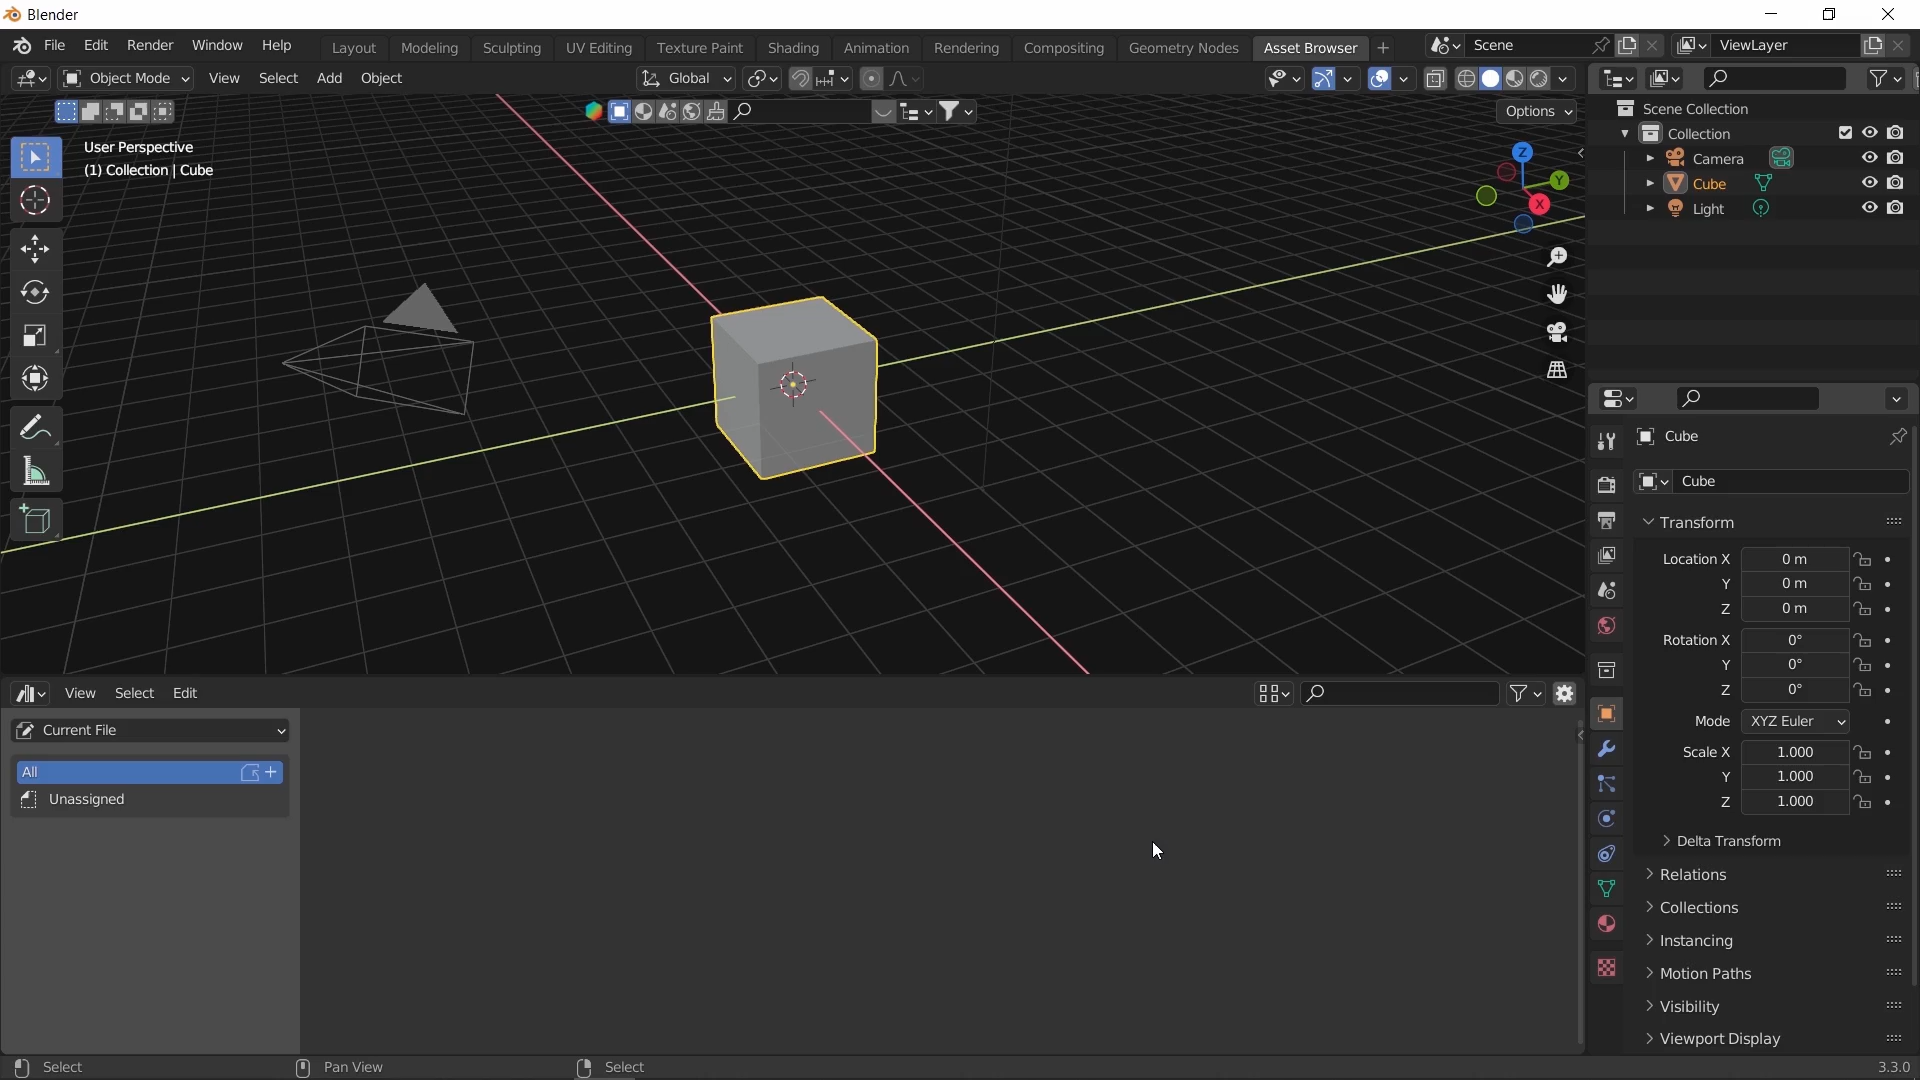 Blender
File Edit Render Window Help Layout Modeling Sculpting UV Editing Texture Paint Shading Animation Rendering Compositing Geometry Nodes Asset Browser + Scene ViewLayer
Object Mode View Select Add Object Global
Options
User Perspective
(1) Collection | Cube
Z
Y
X
Scene Collection
Collection
Camera
Cube
Light
Cube
Cube
Transform
Location X 0 m
Y 0 m
Z 0 m
Rotation X 0°
Y 0°
Z 0°
Mode XYZ Euler
Scale X 1.000
Y 1.000
Z 1.000
Delta Transform
Relations
Collections
Instancing
Motion Paths
Visibility
Viewport Display
View Select Edit
Current File
All
Unassigned
Select Pan View Select 3.3.0